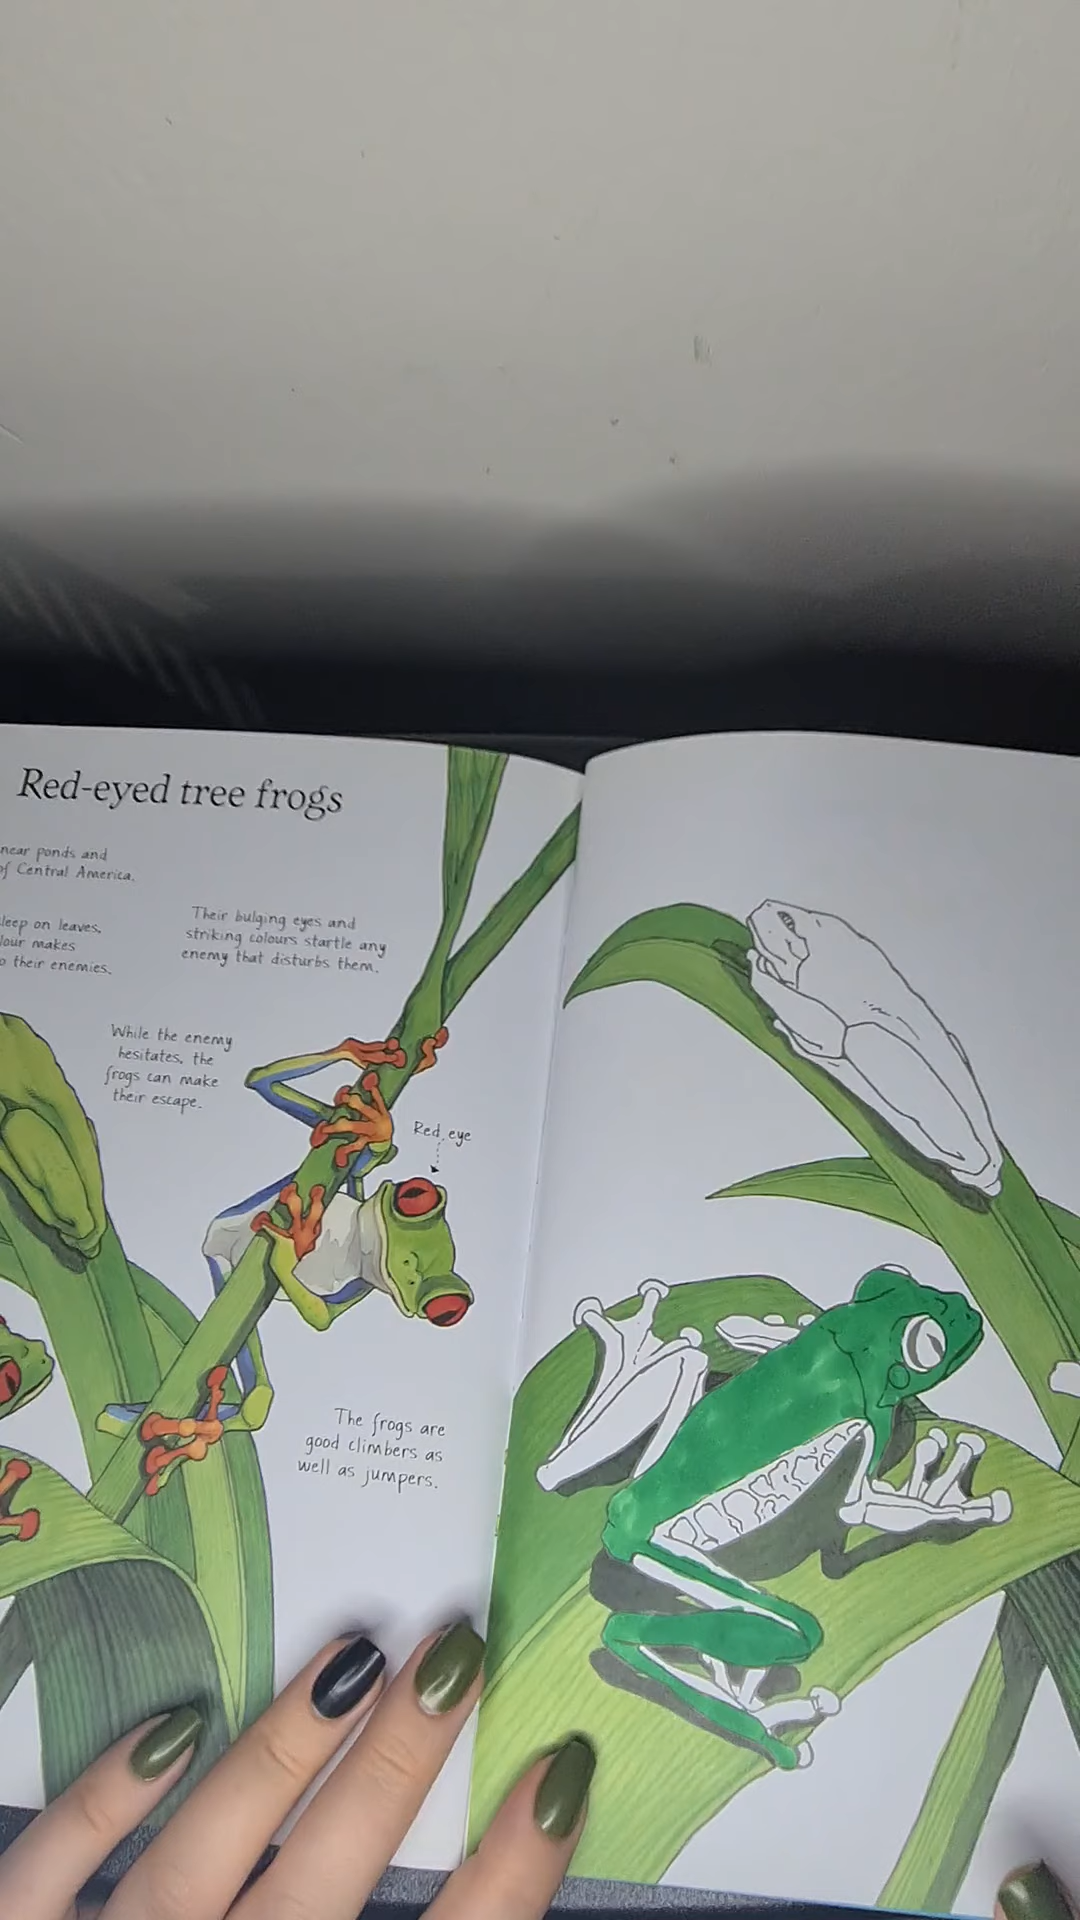 Red-eyed tree frogs
near ponds and
of Central America.
leep on leaves,
lour makes
o their enemies.
Their bulging eyes and
striking colours startle any
enemy that disturbs them.
While the enemy
hesitates, the
frogs can make
their escape.
Red eye
The frogs are
good climbers as
well as jumpers.